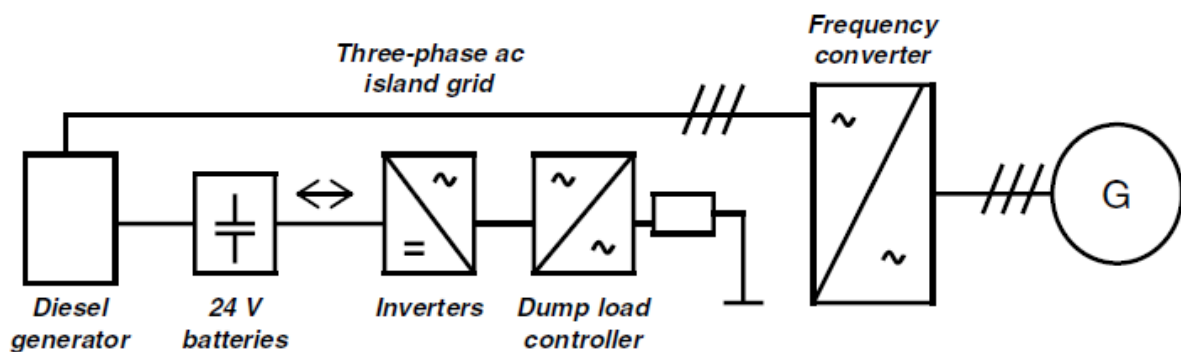 Frequency
converter
Three-phase ac
island grid
~
G
~
~
=
~
~
Diesel
generator
24 V
batteries
Inverters
Dump load
controller